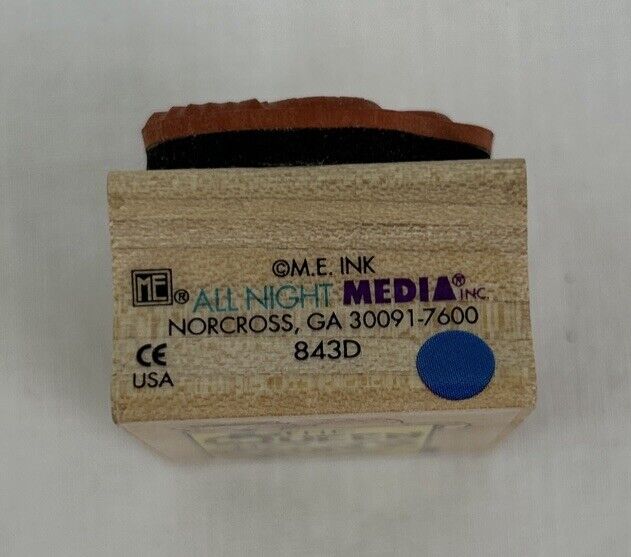 ©M.E. INK
ME® ALL NIGHT MEDIA® INC.
NORCROSS, GA 30091-7600
CE 843D
USA